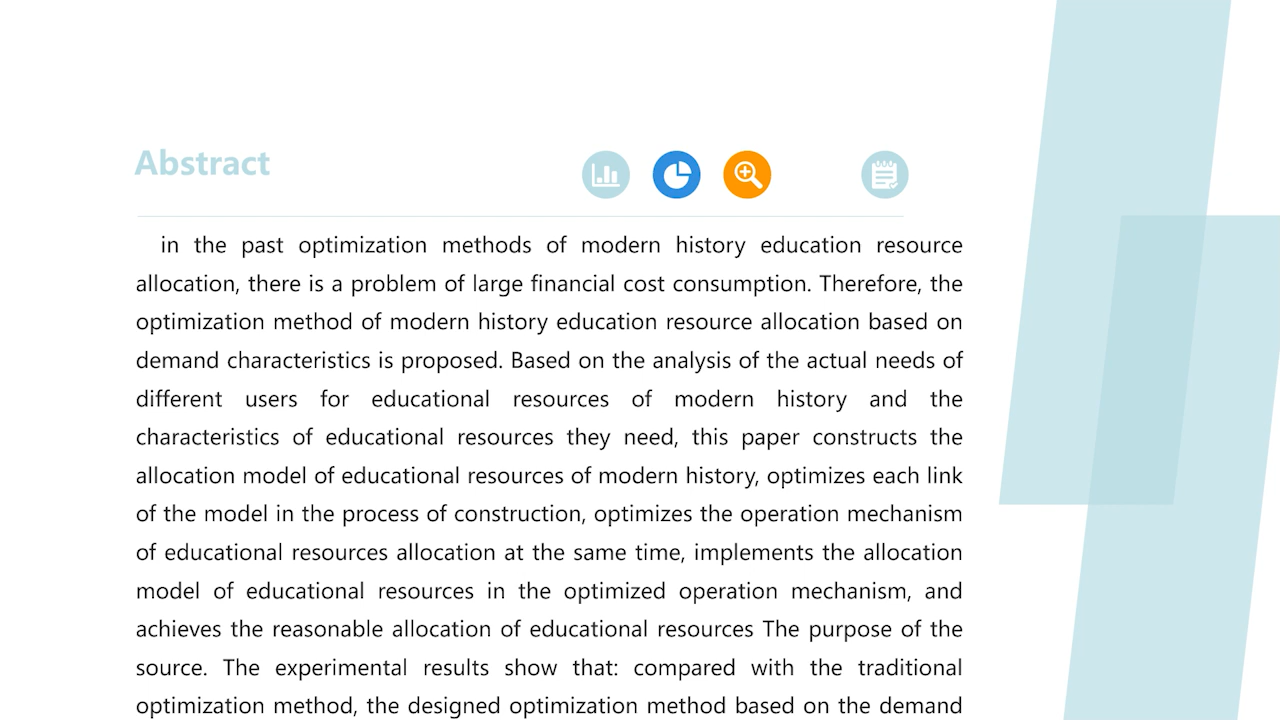 Abstract
in the past optimization methods of modern history education resource
allocation, there is a problem of large financial cost consumption. Therefore, the
optimization method of modern history education resource allocation based on
demand characteristics is proposed. Based on the analysis of the actual needs of
different users for educational resources of modern history and the
characteristics of educational resources they need, this paper constructs the
allocation model of educational resources of modern history, optimizes each link
of the model in the process of construction, optimizes the operation mechanism
of educational resources allocation at the same time, implements the allocation
model of educational resources in the optimized operation mechanism, and
achieves the reasonable allocation of educational resources The purpose of the
source. The experimental results show that: compared with the traditional
optimization method, the designed optimization method based on the demand